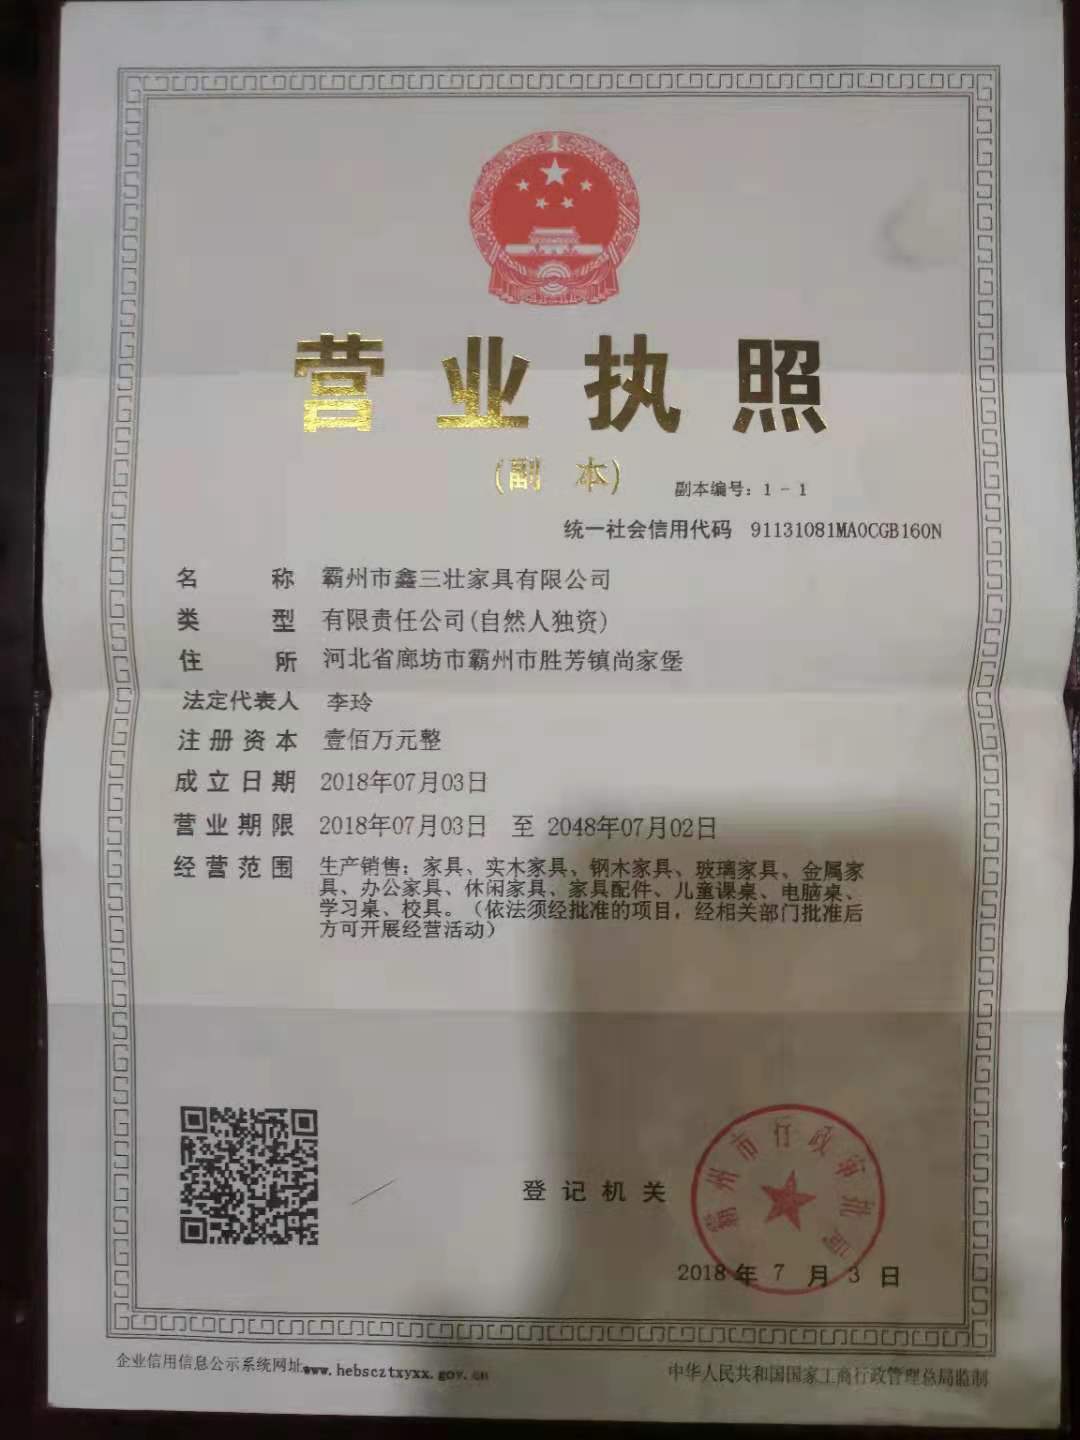 营业执照
(副 本) 副本编号：1-1
统一社会信用代码 91131081MA0CGB160N
名 称 霸州市鑫三壮家具有限公司
类 型 有限责任公司(自然人独资)
住 所 河北省廊坊市霸州市胜芳镇尚家堡
法定代表人 李玲
注册资本 壹佰万元整
成立日期 2018年07月03日
营业期限 2018年07月03日 至 2048年07月02日
经营范围 生产销售：家具、实木家具、钢木家具、玻璃家具、金属家
具、办公家具、休闲家具、家具配件、儿童课桌、电脑桌、
学习桌、校具。（依法须经批准的项目，经相关部门批准后
方可开展经营活动）
登记机关
霸州市行政审批局
2018年7月3日
企业信用信息公示系统网址www.hebscztxyxx.gov.cn
中华人民共和国国家工商行政管理总局监制